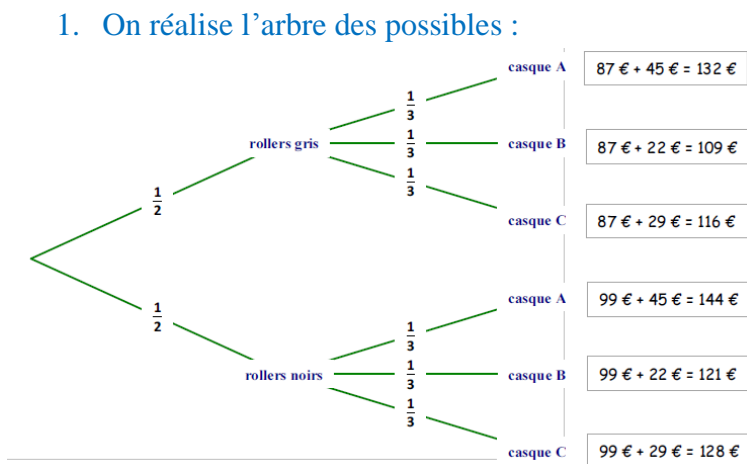 1. On réalise l’arbre des possibles :
casque A
87 € + 45 € = 132 €
1/3
rollers gris
1/3
casque B
87 € + 22 € = 109 €
1/3
1/2
casque C
87 € + 29 € = 116 €
casque A
99 € + 45 € = 144 €
1/2
1/3
rollers noirs
1/3
casque B
99 € + 22 € = 121 €
1/3
casque C
99 € + 29 € = 128 €